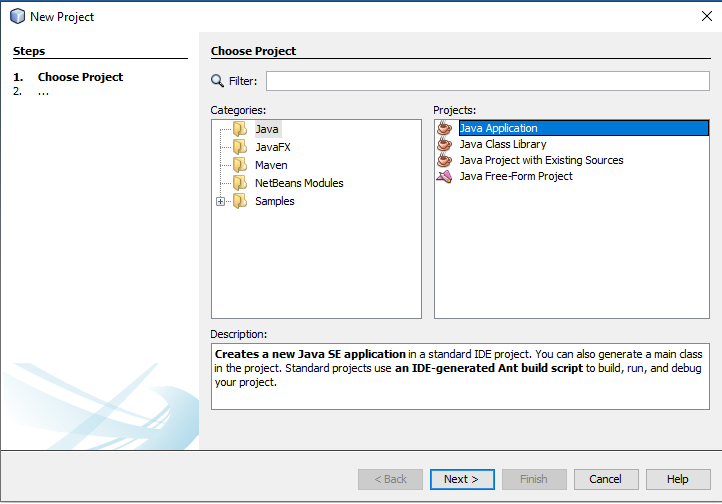 New Project
Steps
1. Choose Project
2. ...
Choose Project
Filter:
Categories:
Java
JavaFX
Maven
NetBeans Modules
Samples
Projects:
Java Application
Java Class Library
Java Project with Existing Sources
Java Free-Form Project
Description:
Creates a new Java SE application in a standard IDE project. You can also generate a main class
in the project. Standard projects use an IDE-generated Ant build script to build, run, and debug
your project.
< Back
Next >
Finish
Cancel
Help